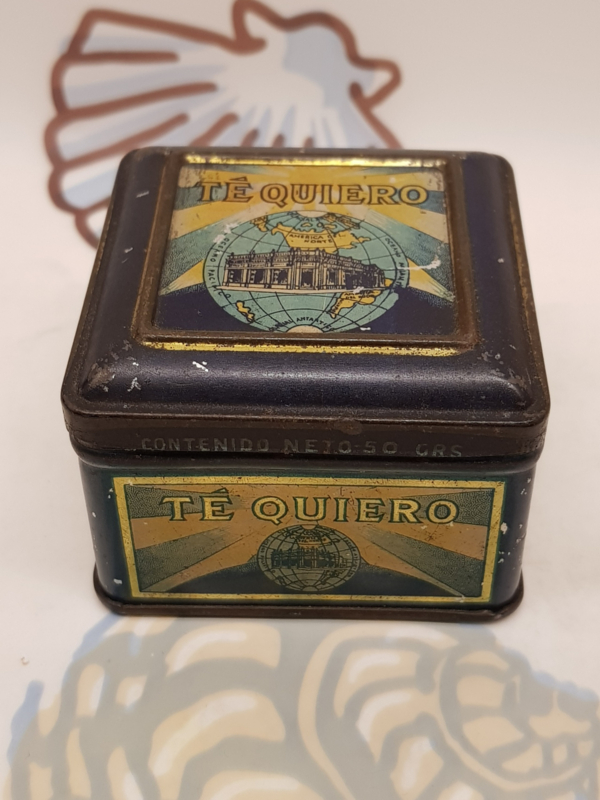 TÉ QUIERO
AMERICA DEL
NORTE
CONTENIDO NETO-50 GRS
TÉ QUIERO